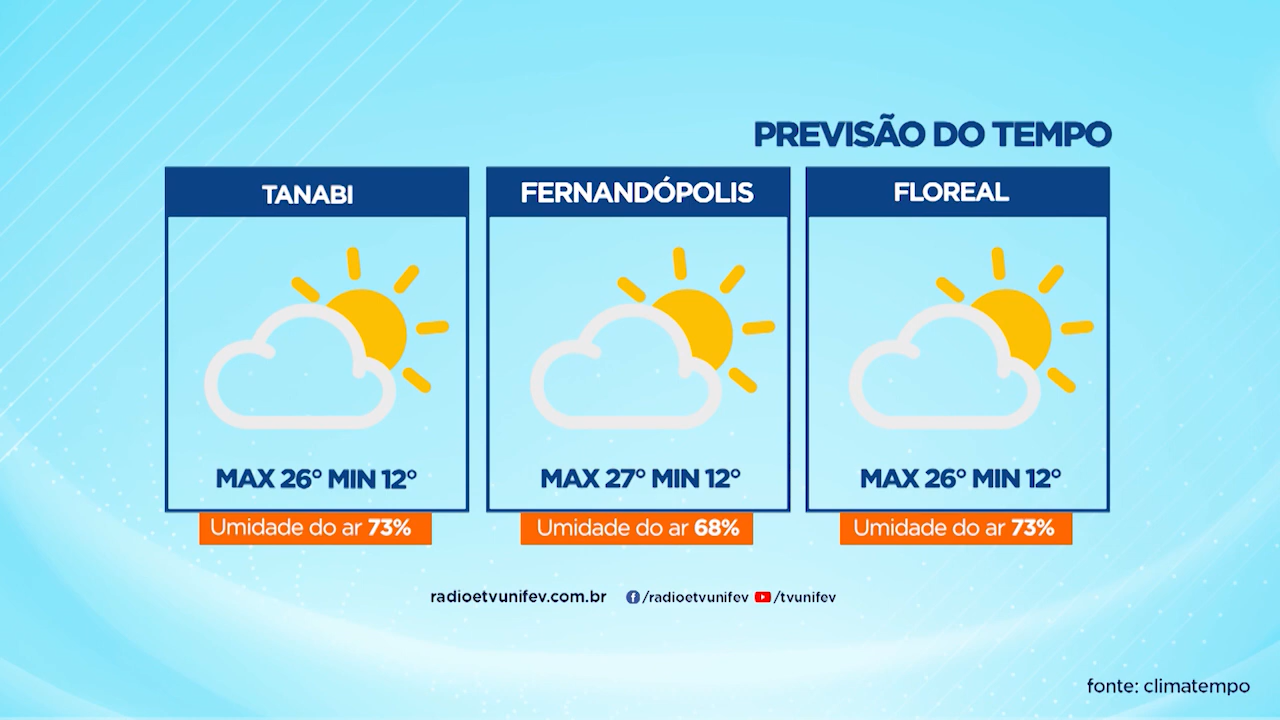 PREVISÃO DO TEMPO
TANABI
MAX 26° MIN 12°
Umidade do ar 73%
FERNANDÓPOLIS
MAX 27° MIN 12°
Umidade do ar 68%
FLOREAL
MAX 26° MIN 12°
Umidade do ar 73%
radioetvunifev.com.br /radioetvunifev /tvunifev
fonte: climatempo